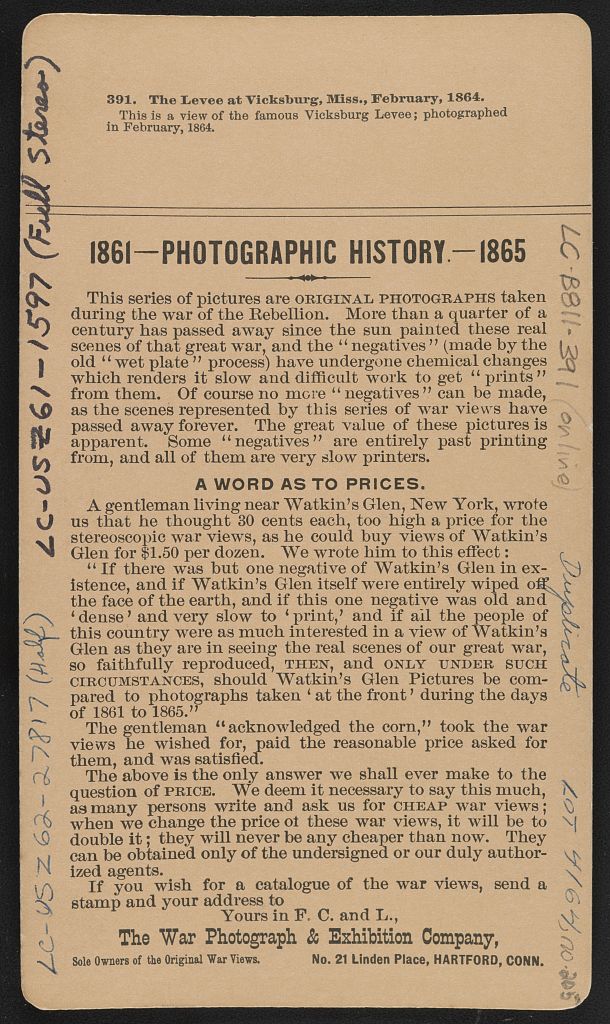 391. The Levee at Vicksburg, Miss., February, 1864.
This is a view of the famous Vicksburg Levee; photographed
in February, 1864.
1861—PHOTOGRAPHIC HISTORY.—1865
This series of pictures are ORIGINAL PHOTOGRAPHS taken
during the war of the Rebellion. More than a quarter of a
century has passed away since the sun painted these real
scenes of that great war, and the "negatives" (made by the
old "wet plate" process) have undergone chemical changes
which renders it slow and difficult work to get "prints"
from them. Of course no more "negatives" can be made,
as the scenes represented by this series of war views have
passed away forever. The great value of these pictures is
apparent. Some "negatives" are entirely past printing
from, and all of them are very slow printers.
A WORD AS TO PRICES.
A gentleman living near Watkin's Glen, New York, wrote
us that he thought 30 cents each, too high a price for the
stereoscopic war views, as he could buy views of Watkin's
Glen for $1.50 per dozen. We wrote him to this effect:
"If there was but one negative of Watkin's Glen in ex-
istence, and if Watkin's Glen itself were entirely wiped off
the face of the earth, and if this one negative was old and
'dense' and very slow to 'print,' and if all the people of
this country were as much interested in a view of Watkin's
Glen as they are in seeing the real scenes of our great war,
so faithfully reproduced, THEN, and ONLY UNDER SUCH
CIRCUMSTANCES, should Watkin's Glen Pictures be com-
pared to photographs taken 'at the front' during the days
of 1861 to 1865."
The gentleman "acknowledged the corn," took the war
views he wished for, paid the reasonable price asked for
them, and was satisfied.
The above is the only answer we shall ever make to the
question of PRICE. We deem it necessary to say this much,
as many persons write and ask us for CHEAP war views;
when we change the price of these war views, it will be to
double it; they will never be any cheaper than now. They
can be obtained only of the undersigned or our duly author-
ized agents.
If you wish for a catalogue of the war views, send a
stamp and your address to
Yours in F. C. and L.,
The War Photograph & Exhibition Company,
Sole Owners of the Original War Views. No. 21 Linden Place, HARTFORD, CONN.
LC-USZ61-1597 (Full Stereo)
LC-USZ62-27817 (Half)
LC-B811-391 (online)
Duplicate
LOT 4164, no. 205